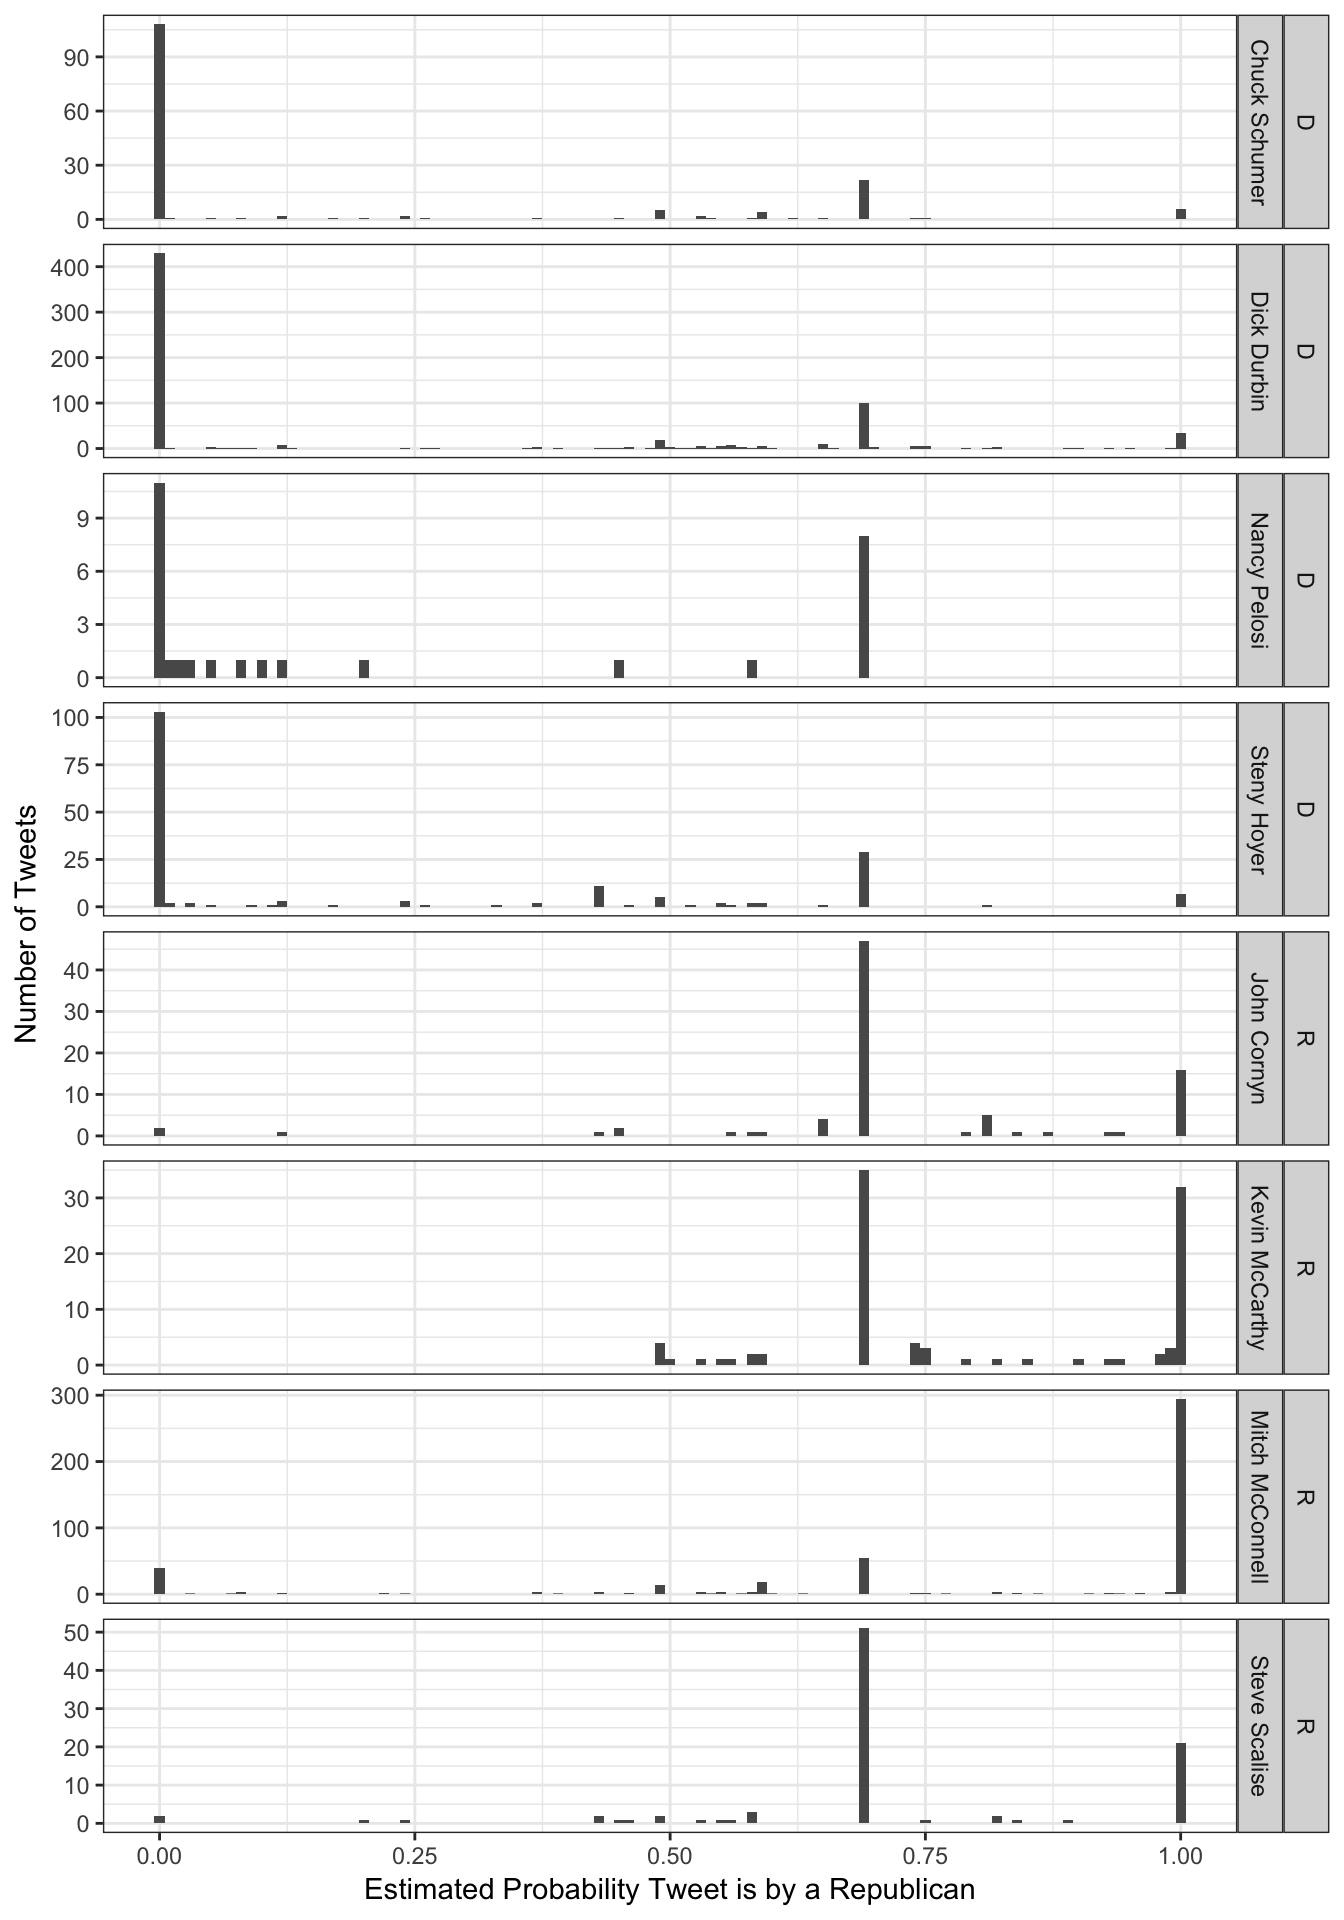 90
60
30
0
Chuck Schumer
D
400
300
200
100
0
Dick Durbin
D
9
6
3
0
Nancy Pelosi
D
100
75
50
25
0
Steny Hoyer
D
Number of Tweets
40
30
20
10
0
John Cornyn
R
30
20
10
0
Kevin McCarthy
R
300
200
100
0
Mitch McConnell
R
50
40
30
20
10
0
Steve Scalise
R
0.00 0.25 0.50 0.75 1.00
Estimated Probability Tweet is by a Republican